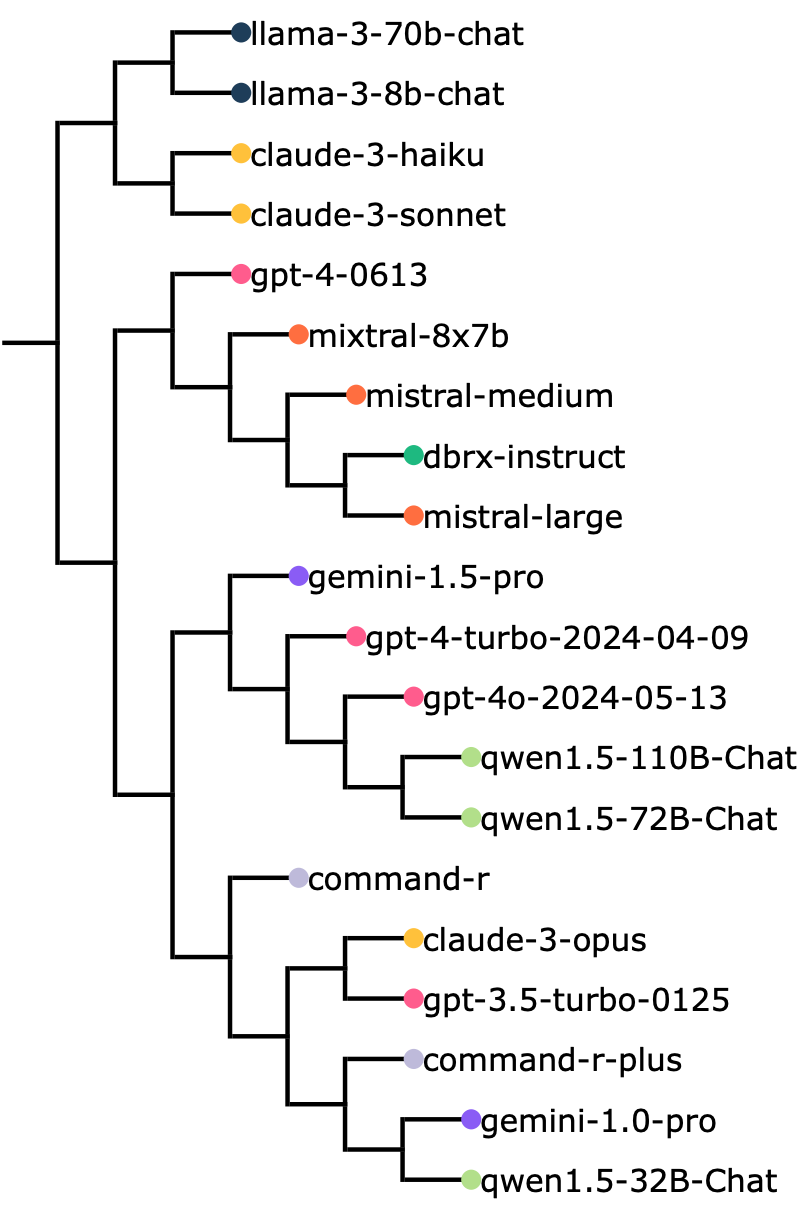 llama-3-70b-chat
llama-3-8b-chat
claude-3-haiku
claude-3-sonnet
gpt-4-0613
mixtral-8x7b
mistral-medium
dbrx-instruct
mistral-large
gemini-1.5-pro
gpt-4-turbo-2024-04-09
gpt-4o-2024-05-13
qwen1.5-110B-Chat
qwen1.5-72B-Chat
command-r
claude-3-opus
gpt-3.5-turbo-0125
command-r-plus
gemini-1.0-pro
qwen1.5-32B-Chat